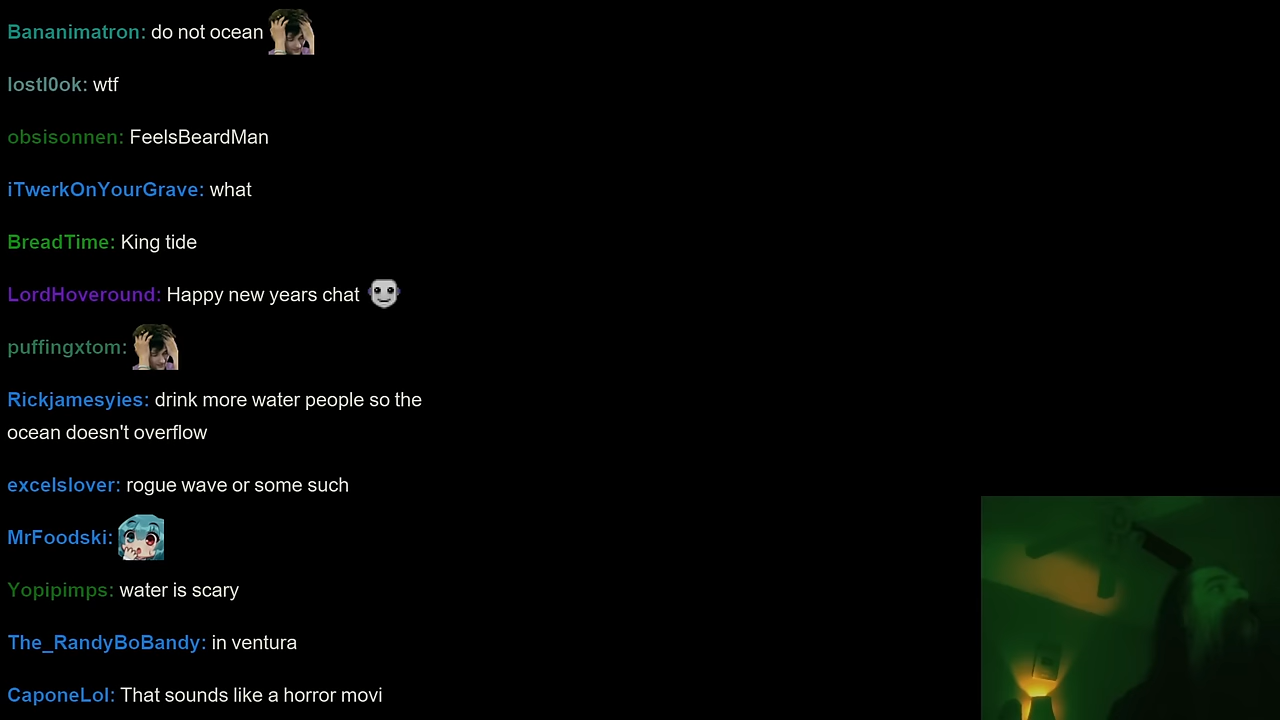 Bananimatron: do not ocean
lostl0ok: wtf
obsisonnen: FeelsBeardMan
iTwerkOnYourGrave: what
BreadTime: King tide
LordHoveround: Happy new years chat
puffingxtom:
Rickjamesyies: drink more water people so the
ocean doesn't overflow
excelslover: rogue wave or some such
MrFoodski:
Yopipimps: water is scary
The_RandyBoBandy: in ventura
CaponeLol: That sounds like a horror movi